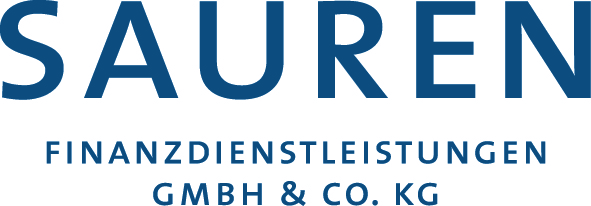 SAUREN
FINANZDIENSTLEISTUNGEN
GMBH & CO. KG